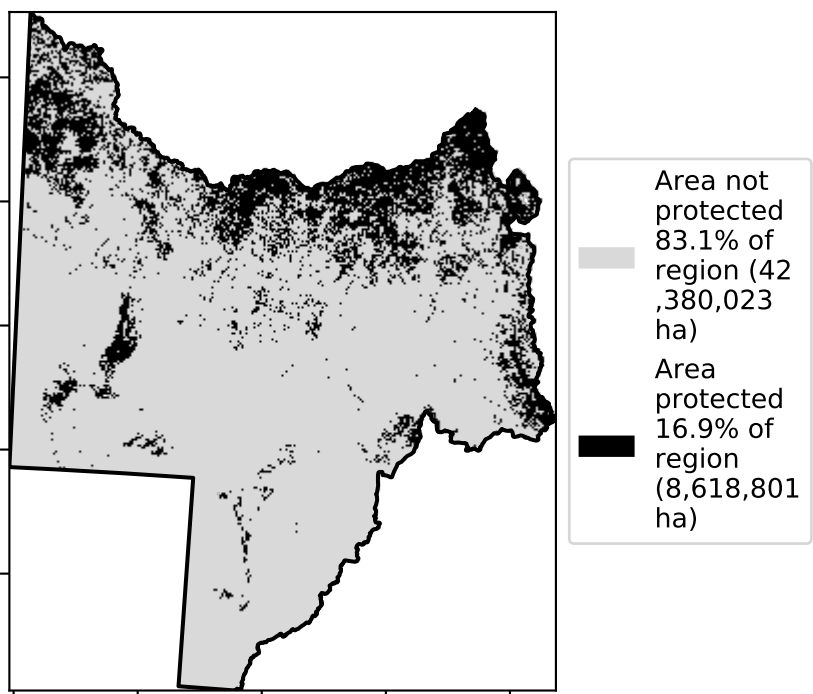 Area not
protected
83.1% of
region (42
,380,023
ha)
Area
protected
16.9% of
region
(8,618,801
ha)